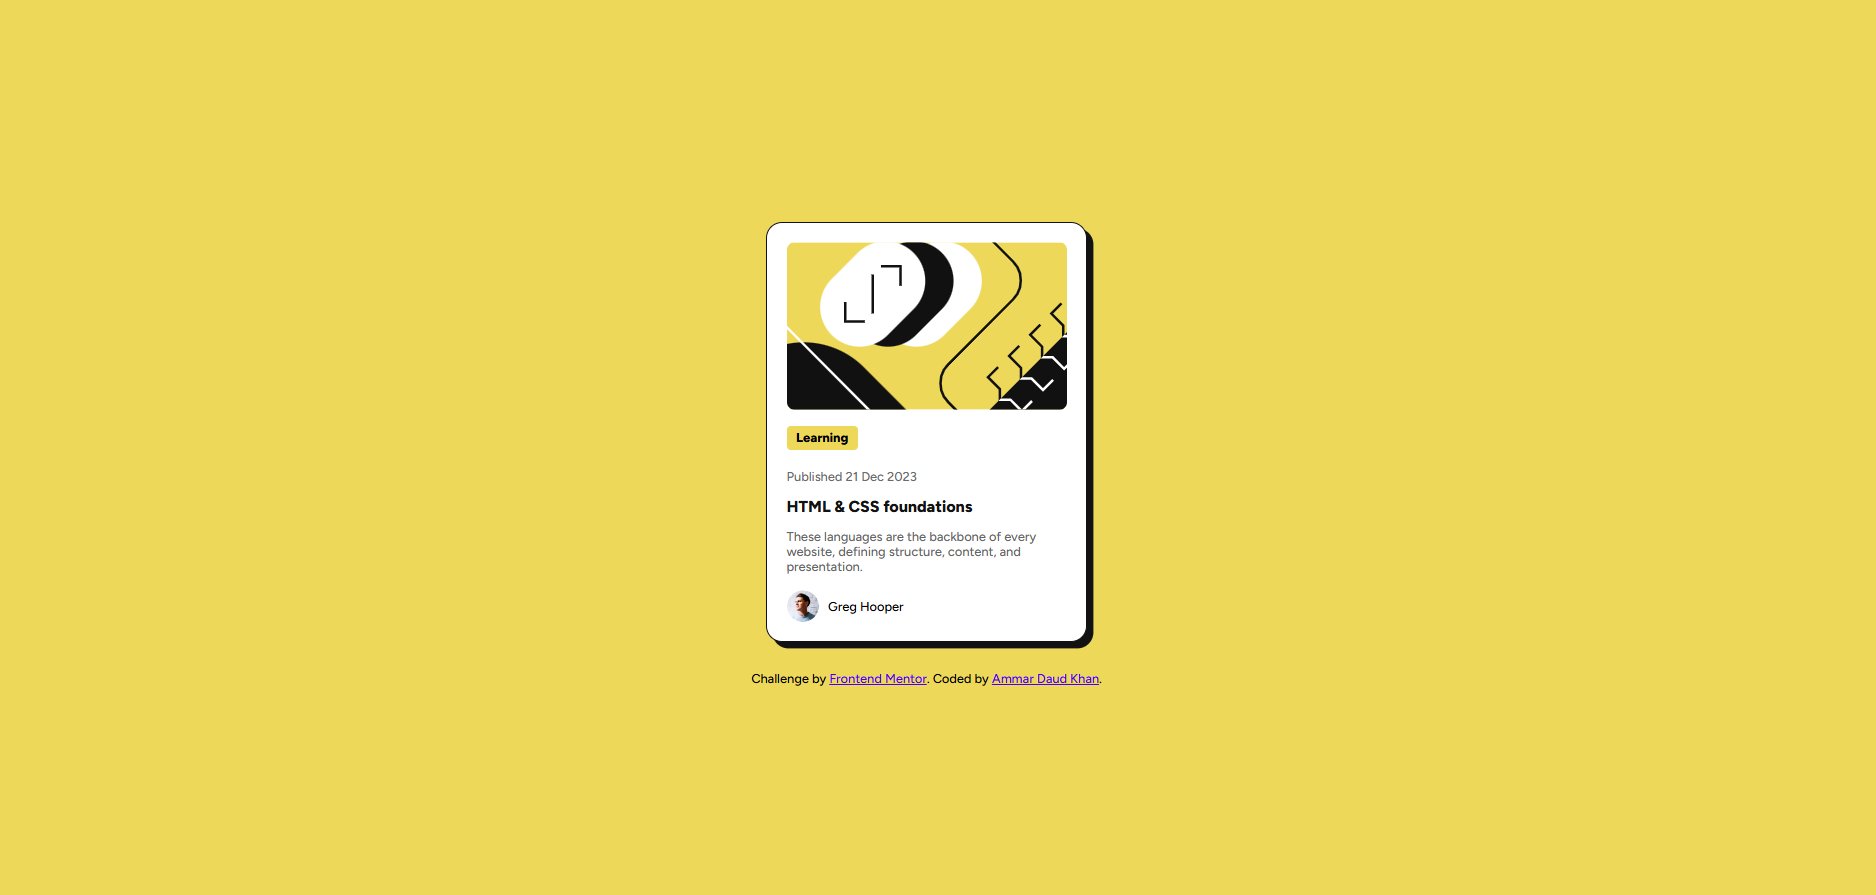 Learning
Published 21 Dec 2023
HTML & CSS foundations
These languages are the backbone of every
website, defining structure, content, and
presentation.
Greg Hooper
Challenge by Frontend Mentor. Coded by Ammar Daud Khan.